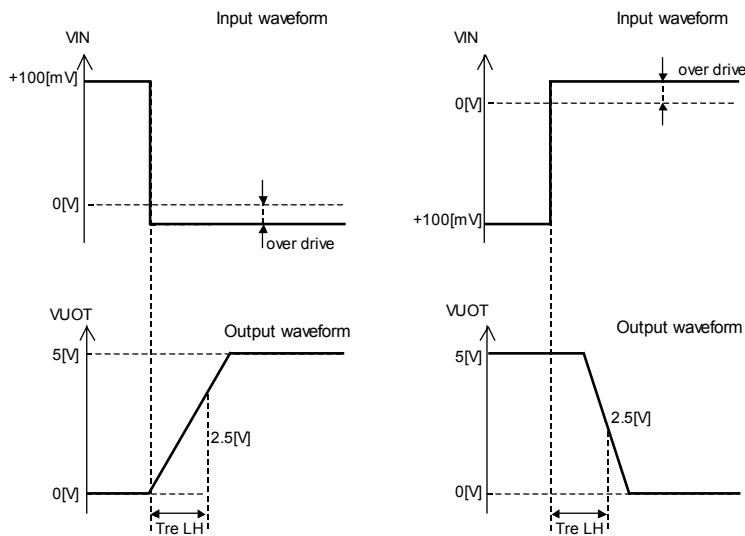 Input waveform
VIN
+100[mV]
0[V]
over drive
VUOT
Output waveform
5[V]
2.5[V]
0[V]
Tre LH
Input waveform
VIN
over drive
0[V]
+100[mV]
VUOT
Output waveform
5[V]
2.5[V]
0[V]
Tre LH